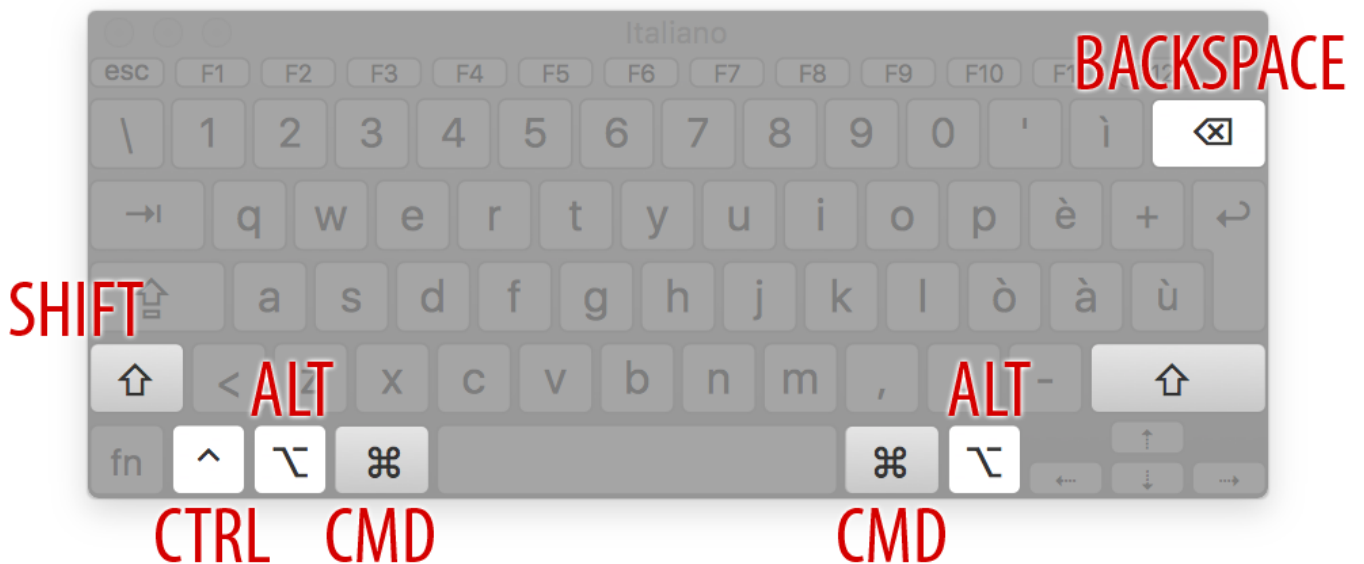 Italiano
BACKSPACE
esc F1 F2 F3 F4 F5 F6 F7 F8 F9 F10
\ 1 2 3 4 5 6 7 8 9 0 ' ì ⌫
⇥ q w e r t y u i o p è + ↩
SHIFT
a s d f g h j k l ò à ù
⇧ < z x c v b n m , - ⇧
ALT ALT
fn ^ ⌥ ⌘ ⌘ ⌥
CTRL CMD CMD